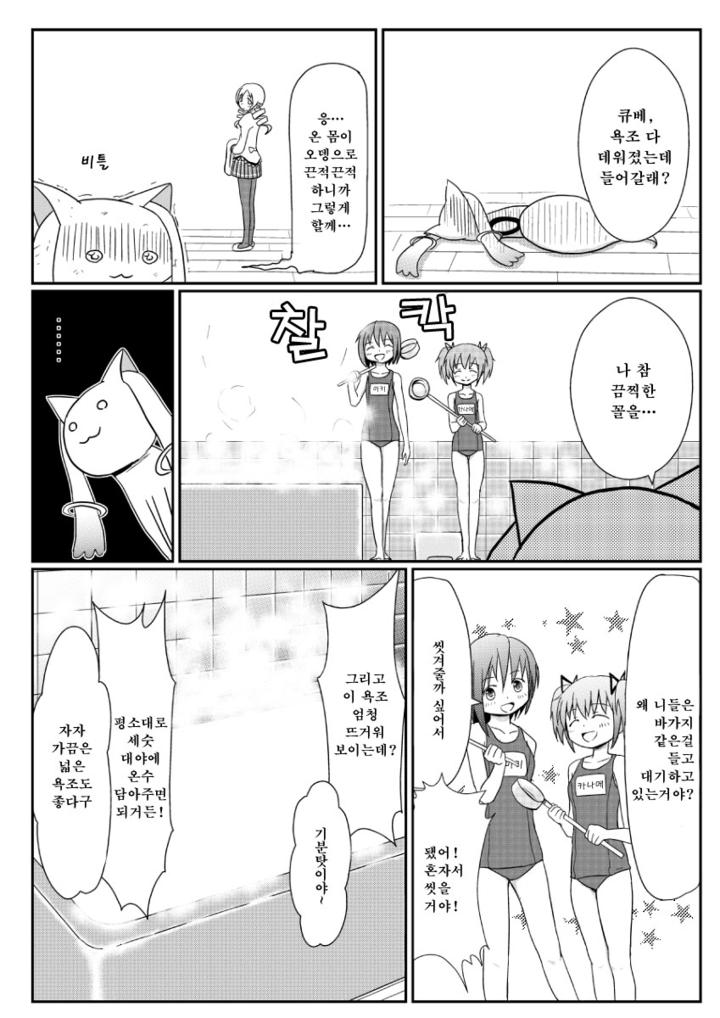 큐베,
욕조 다
데워졌는데
들어갈래?
응…
온 몸이
오뎅으로
끈적끈적
하니까
그렇게
할께…
비틀
나 참
끔찍한
꼴을…
찰
칵
미키
카나메
……
왜 니들은
바가지
같은걸
들고
대기하고
있는거야?
씻겨줄까
싶어서
미키
카나메
됐어!
혼자서
씻을
거야!
그리고
이 욕조
엄청
뜨거워
보이는데?
기분탓이야~
평소대로
세숫
대야에
온수
담아주면
되거든!
자자
가끔은
넓은
욕조도
좋다구